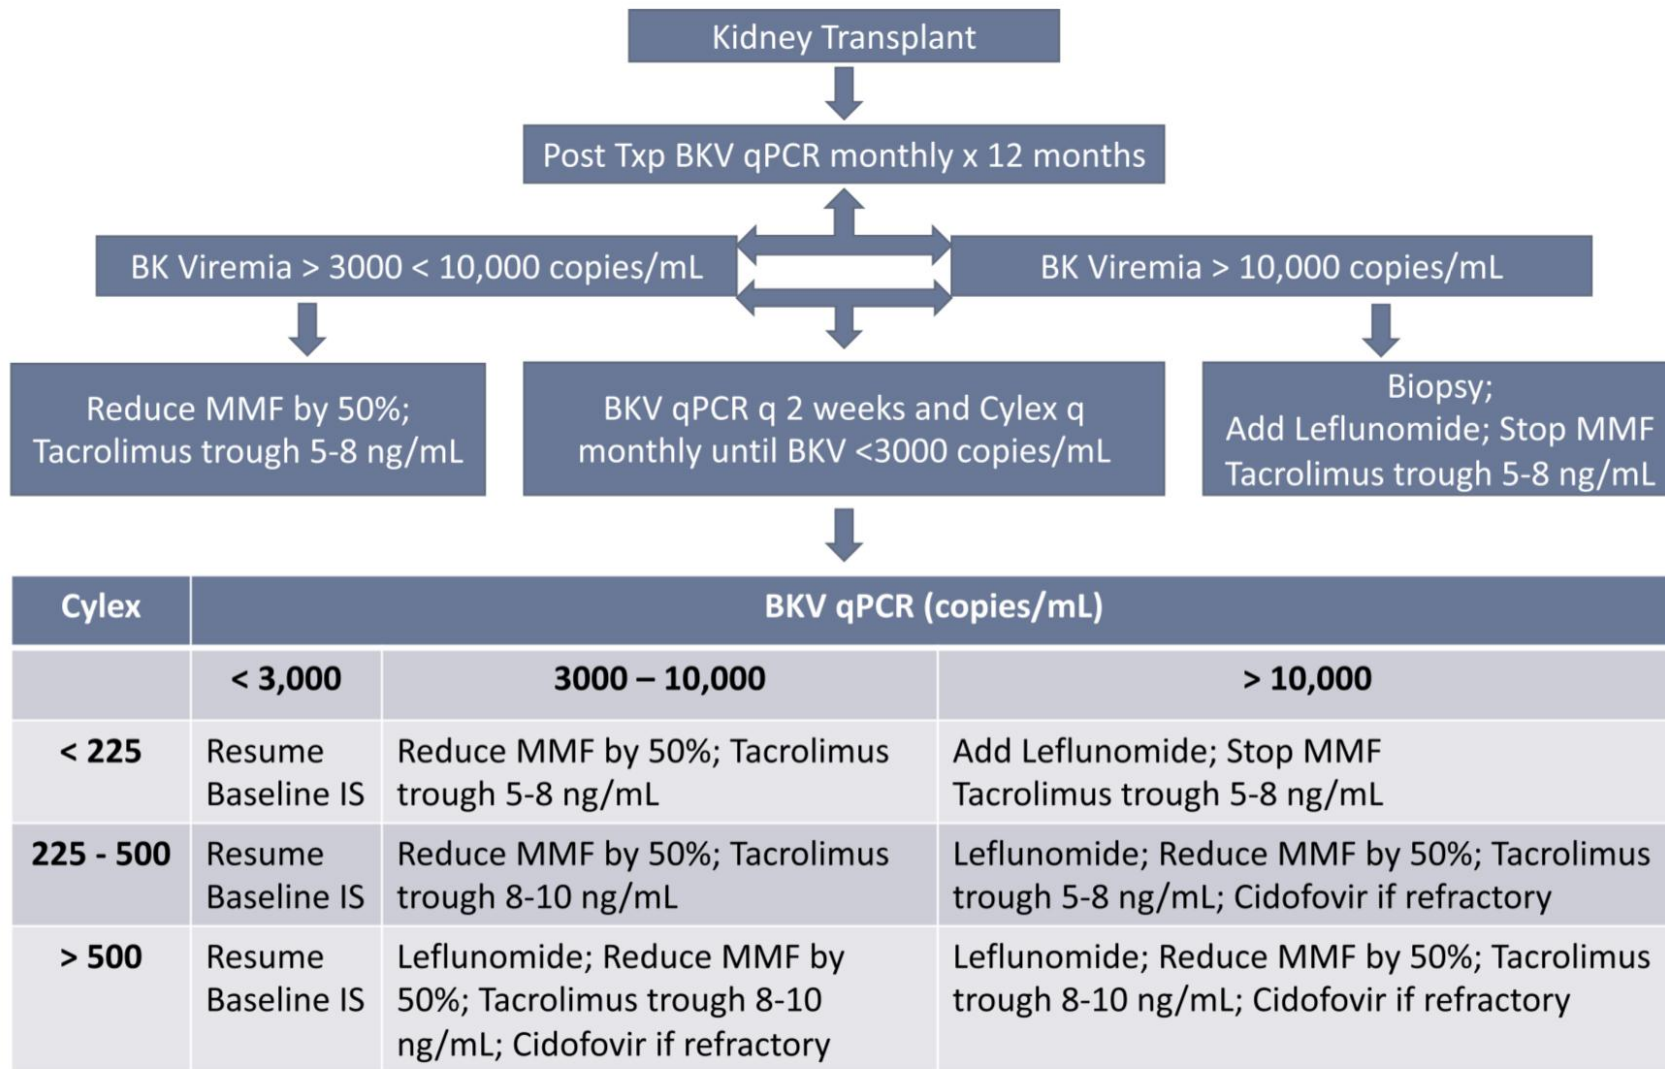 Kidney Transplant
Post Txp BKV qPCR monthly x 12 months
BK Viremia > 3000 < 10,000 copies/mL
BK Viremia > 10,000 copies/mL
Reduce MMF by 50%;
Tacrolimus trough 5-8 ng/mL
BKV qPCR q 2 weeks and Cylex q
monthly until BKV <3000 copies/mL
Biopsy;
Add Leflunomide; Stop MMF
Tacrolimus trough 5-8 ng/mL
Cylex
BKV qPCR (copies/mL)
< 3,000
3000 – 10,000
> 10,000
< 225
Resume
Baseline IS
Reduce MMF by 50%; Tacrolimus
trough 5-8 ng/mL
Add Leflunomide; Stop MMF
Tacrolimus trough 5-8 ng/mL
225 - 500
Resume
Baseline IS
Reduce MMF by 50%; Tacrolimus
trough 8-10 ng/mL
Leflunomide; Reduce MMF by 50%; Tacrolimus
trough 5-8 ng/mL; Cidofovir if refractory
> 500
Resume
Baseline IS
Leflunomide; Reduce MMF by
50%; Tacrolimus trough 8-10
ng/mL; Cidofovir if refractory
Leflunomide; Reduce MMF by 50%; Tacrolimus
trough 8-10 ng/mL; Cidofovir if refractory